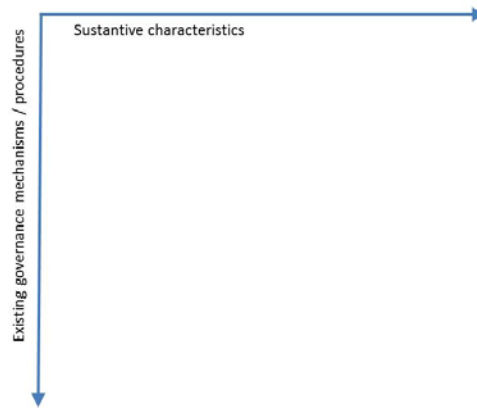 Sustantive characteristics
Existing governance mechanisms / procedures